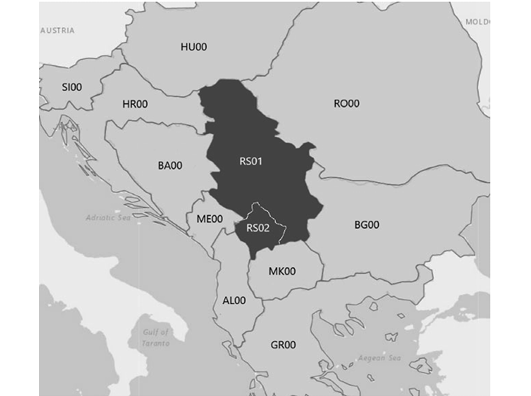 AUSTRIA
MOLD
HU00
SI00
HR00
RO00
RS01
BA00
Adriatic Sea
ME00
RS02
BG00
MK00
AL00
Gulf of
Taranto
GR00
Aegean Sea